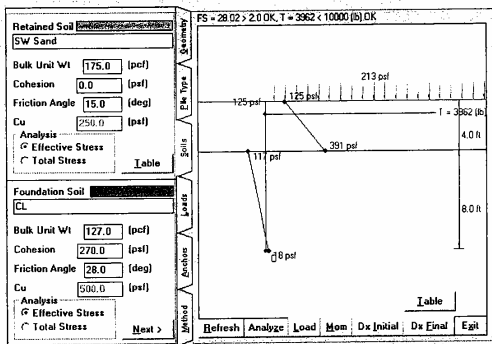 Retained Soil
SW Sand
Bulk Unit Wt 175.0 (pcf)
Cohesion 0.0 (psf)
Friction Angle 15.0 (deg)
Cu 250.0 (psf)
Analysis
Effective Stress
Total Stress
Table
Foundation Soil
CL
Bulk Unit Wt 127.0 (pcf)
Cohesion 270.0 (psf)
Friction Angle 28.0 (deg)
Cu 500.0 (psf)
Analysis
Effective Stress
Total Stress
Next >
Geometry
Pile Type
Soils
Loads
Anchors
Method
FS = 28.02 > 2.0 OK, T = 3962 < 10000 (lb) OK
213 psf
125 psf
125 psf
T = 3962 (lb)
4.0 ft
391 psf
117 psf
8.0 ft
18 psf
Table
Refresh Analyze Load Mom Dx Initial Dx Final Exit